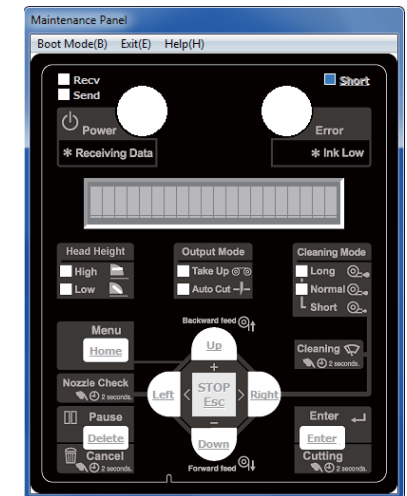 Maintenance Panel
Boot Mode(B) Exit(E) Help(H)
Recv
Send
Short
Power
Error
* Receiving Data
* Ink Low
Head Height
High
Low
Output Mode
Take Up
Auto Cut
Cleaning Mode
Long
Normal
Short
Backward feed
Menu
Home
Up
Cleaning
2 seconds.
Nozzle Check
2 seconds.
Left
<
+
STOP
Esc
−
>
Right
Pause
Delete
Cancel
2 seconds.
Down
Forward feed
Enter
Enter
Cutting
2 seconds.